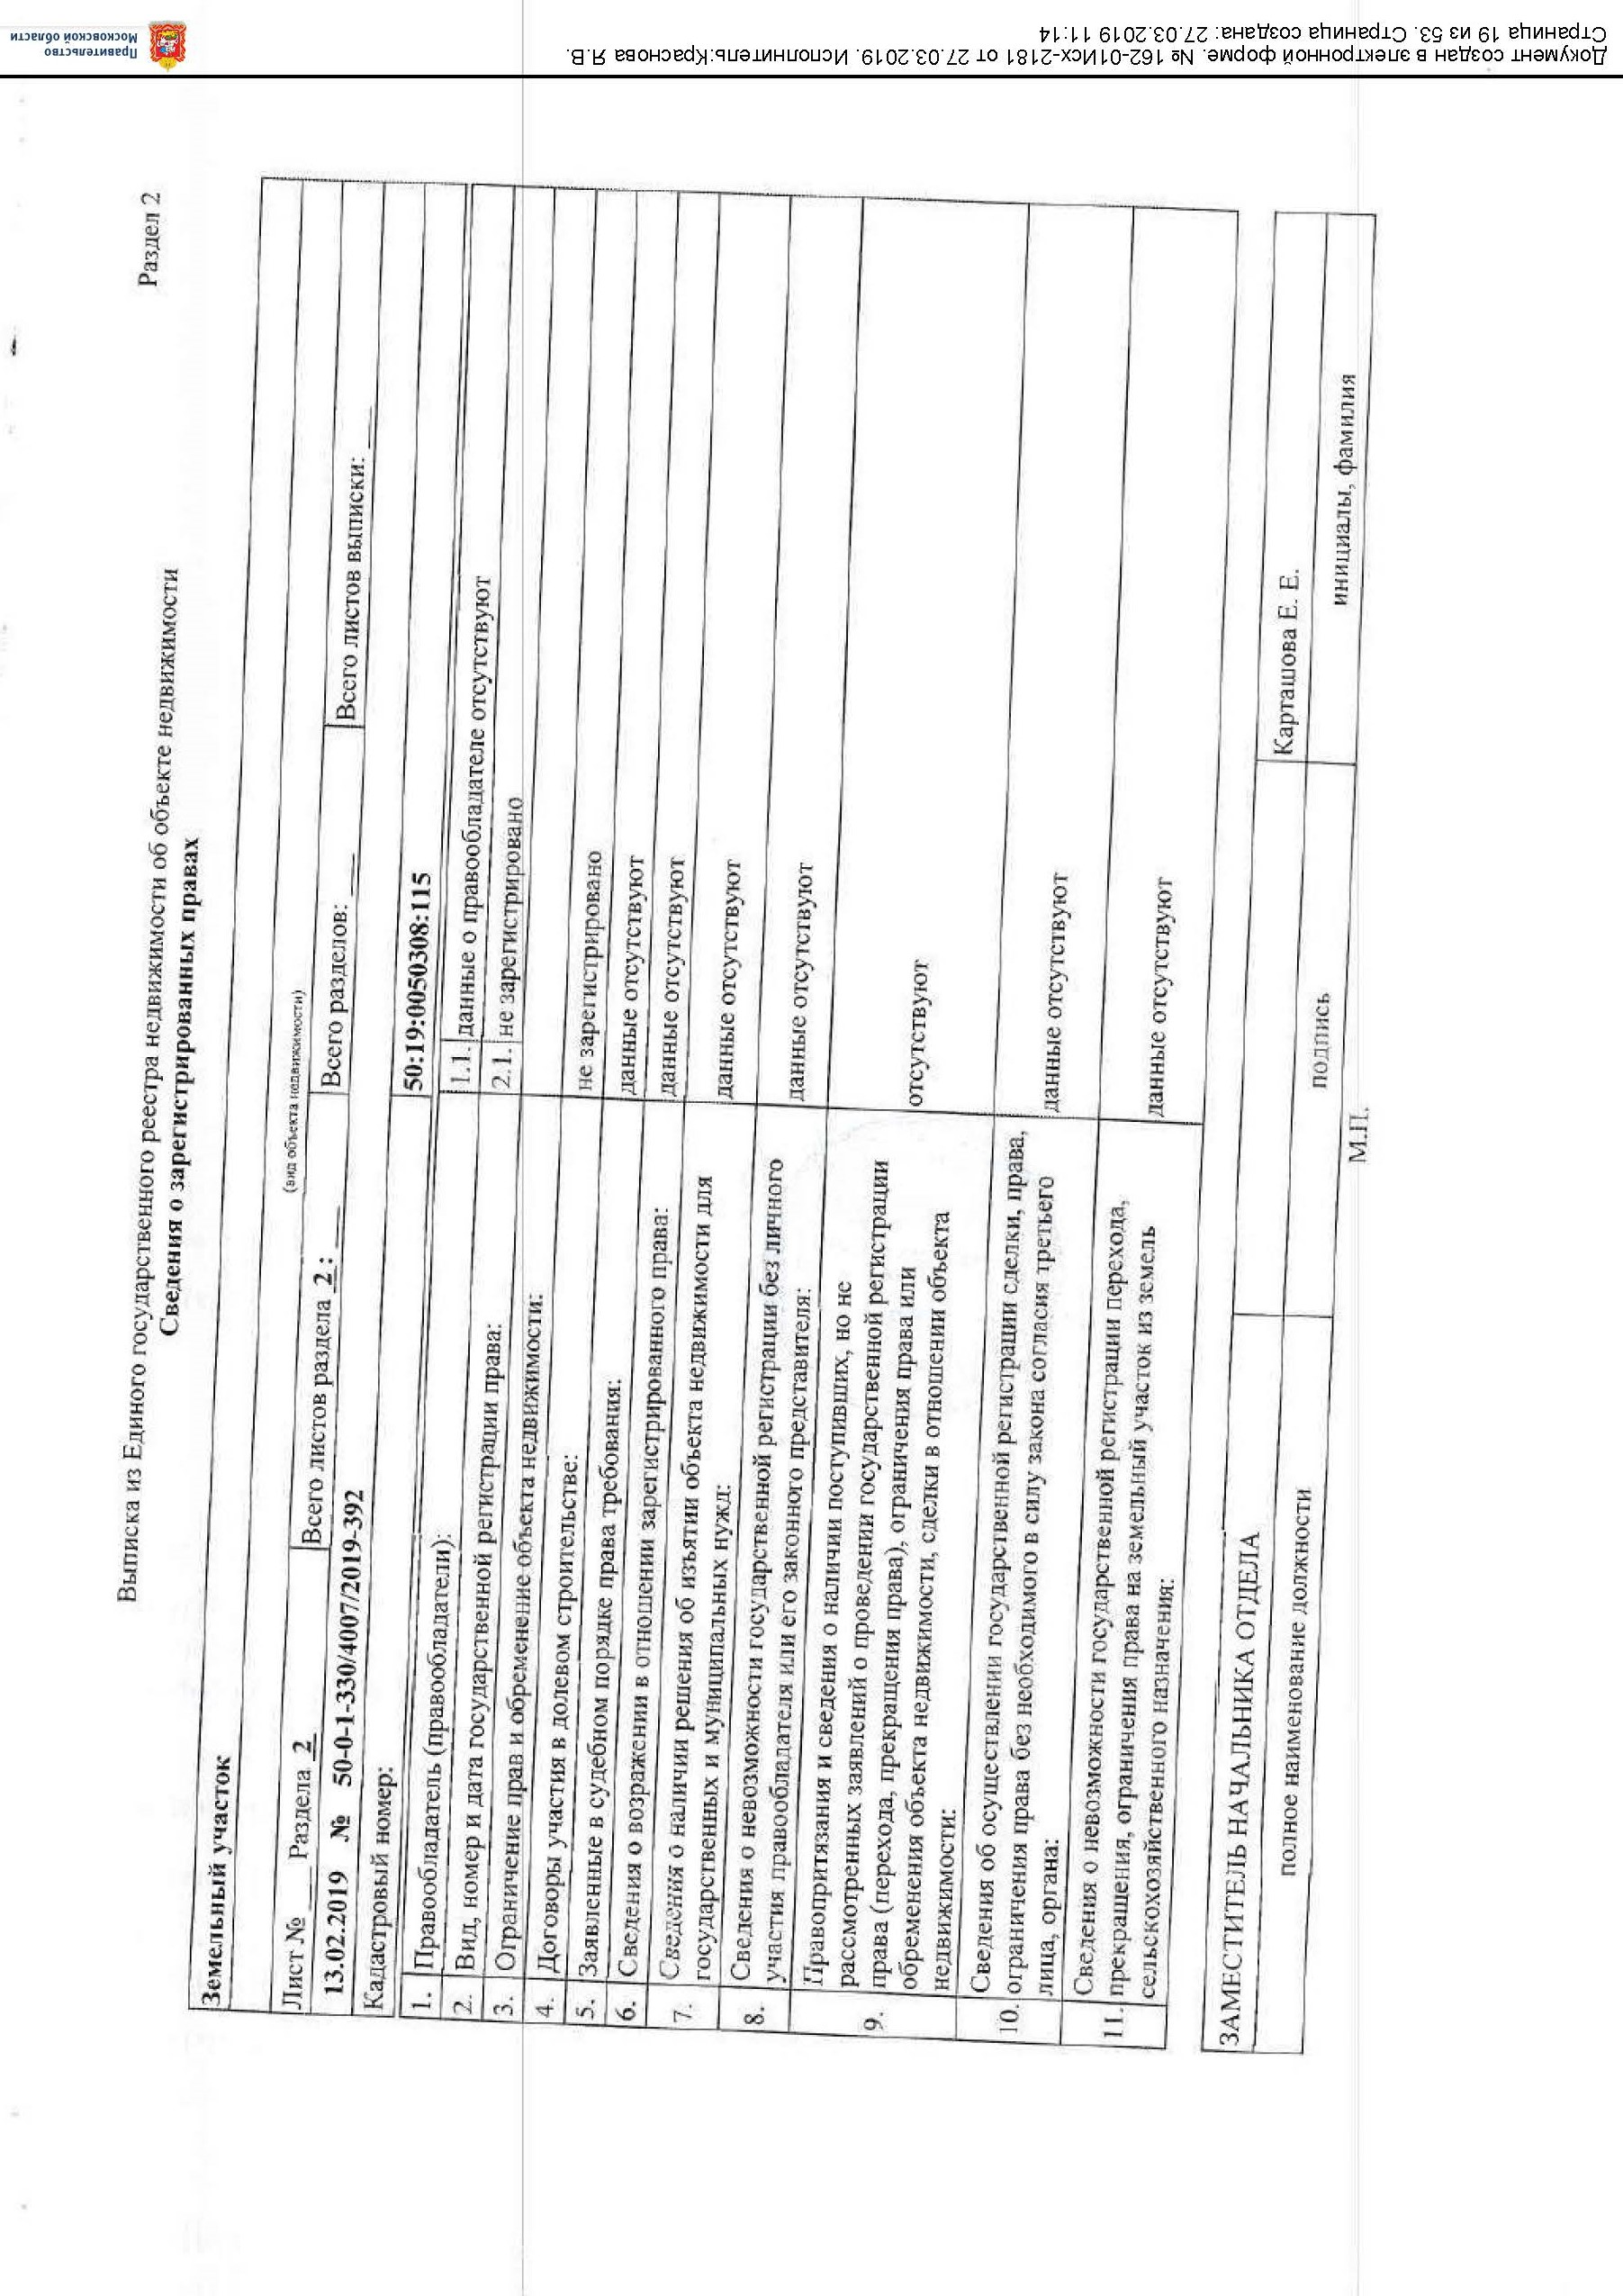 Документ создан в электронной форме. № 162-01Исх-2181 от 27.03.2019. Исполнитель:Краснова Я.В.
Страница 19 из 53. Страница создана: 27.03.2019 11:14
Правительство
Московской области
Раздел 2
Выписка из Единого государственного реестра недвижимости об объекте недвижимости
Сведения о зарегистрированных правах
Земельный участок
(вид объекта недвижимости)
Лист № ___ Раздела 2 Всего листов раздела 2 : ___ Всего разделов: ___ Всего листов выписки: ___
13.02.2019 № 50-0-1-330/4007/2019-392
Кадастровый номер: 50:19:0050308:115
1. Правообладатель (правообладатели): 1.1. данные о правообладателе отсутствуют
2. Вид, номер и дата государственной регистрации права: 2.1. не зарегистрировано
3. Ограничение прав и обременение объекта недвижимости:
4. Договоры участия в долевом строительстве: не зарегистрировано
5. Заявленные в судебном порядке права требования: данные отсутствуют
6. Сведения о возражении в отношении зарегистрированного права: данные отсутствуют
7. Сведения о наличии решения об изъятии объекта недвижимости для
государственных и муниципальных нужд: данные отсутствуют
8. Сведения о невозможности государственной регистрации без личного
участия правообладателя или его законного представителя: данные отсутствуют
9. Правопритязания и сведения о наличии поступивших, но не
рассмотренных заявлений о проведении государственной регистрации
права (перехода, прекращения права), ограничения права или
обременения объекта недвижимости, сделки в отношении объекта
недвижимости: отсутствуют
10. Сведения об осуществлении государственной регистрации сделки, права,
ограничения права без необходимого в силу закона согласия третьего
лица, органа: данные отсутствуют
11. Сведения о невозможности государственной регистрации перехода,
прекращения, ограничения права на земельный участок из земель
сельскохозяйственного назначения: данные отсутствуют
ЗАМЕСТИТЕЛЬ НАЧАЛЬНИКА ОТДЕЛА Карташова Е. Е.
полное наименование должности подпись инициалы, фамилия
М.П.